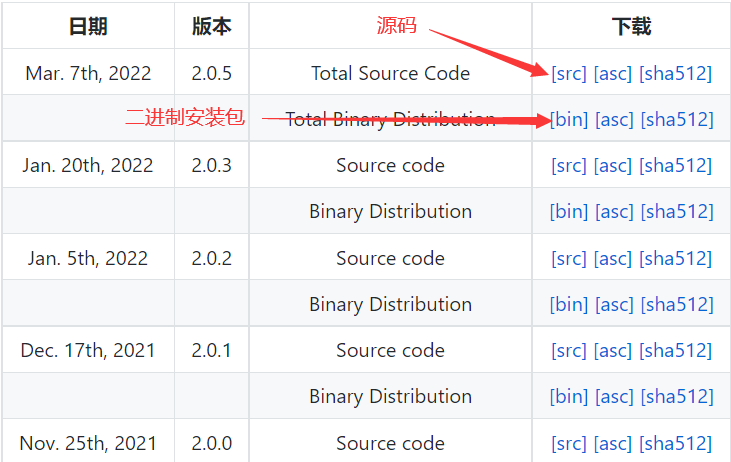 日期 版本 源码 下载
Mar. 7th, 2022 2.0.5 Total Source Code [src] [asc] [sha512]
二进制安装包 Total Binary Distribution [bin] [asc] [sha512]
Jan. 20th, 2022 2.0.3 Source code [src] [asc] [sha512]
Binary Distribution [bin] [asc] [sha512]
Jan. 5th, 2022 2.0.2 Source code [src] [asc] [sha512]
Binary Distribution [bin] [asc] [sha512]
Dec. 17th, 2021 2.0.1 Source code [src] [asc] [sha512]
Binary Distribution [bin] [asc] [sha512]
Nov. 25th, 2021 2.0.0 Source code [src] [asc] [sha512]